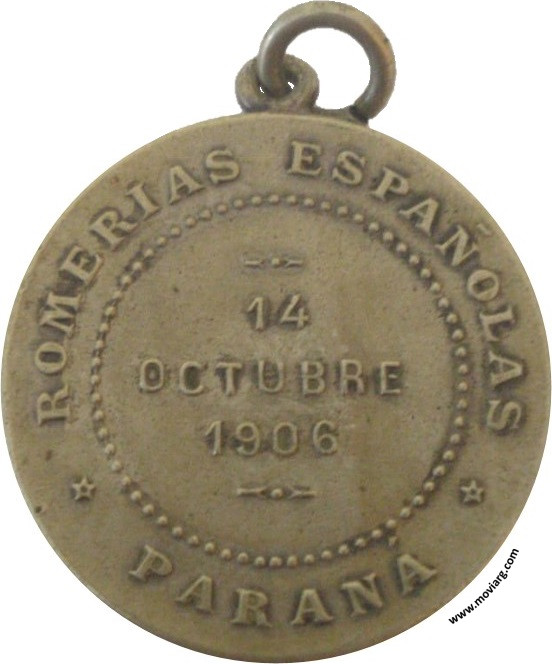 ROMERIAS ESPAÑOLAS
14
OCTUBRE
1906
PARANÁ
www.moviarg.com